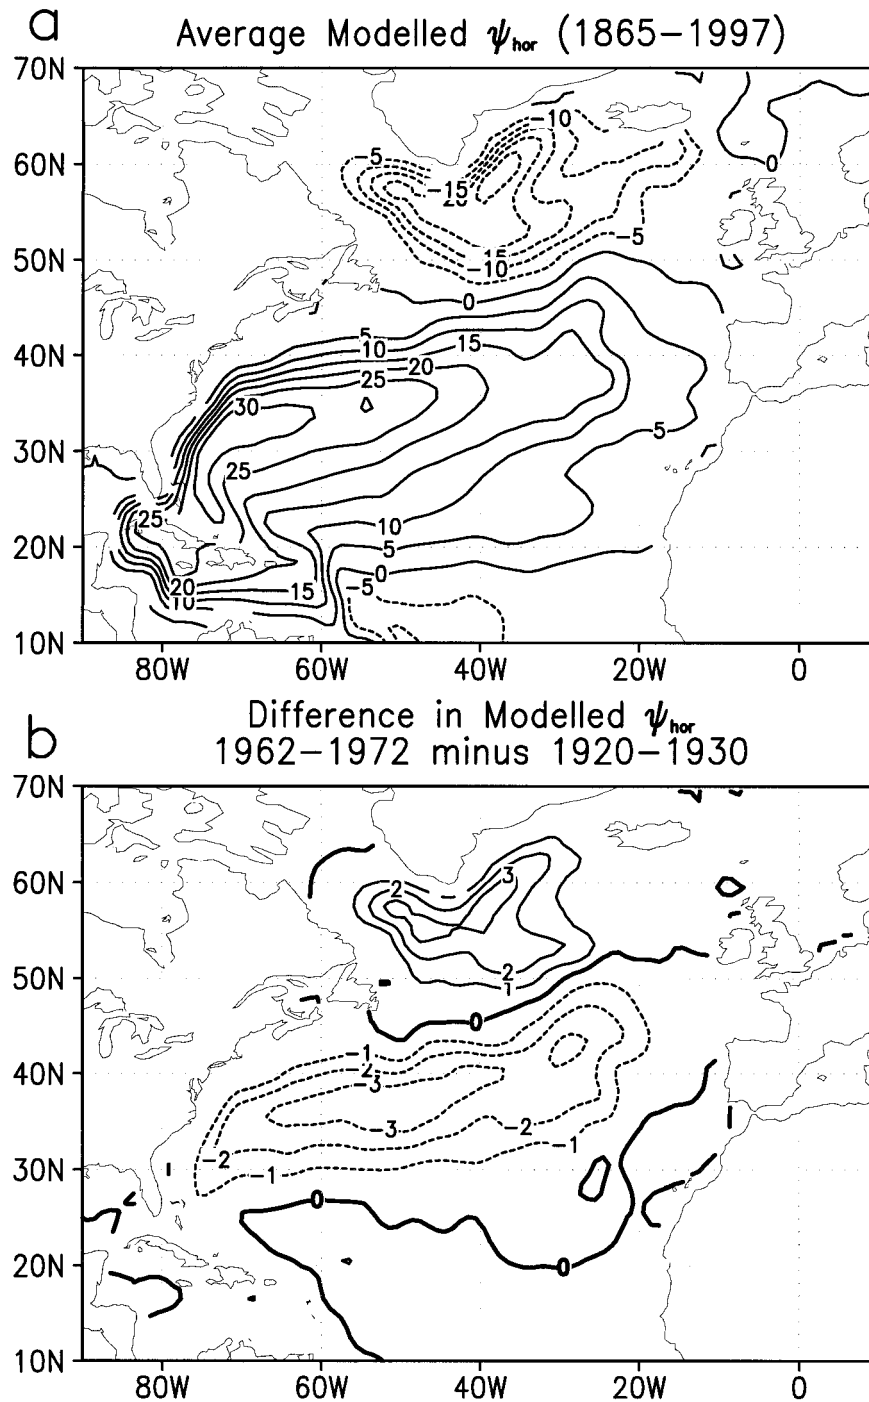 a
Average Modelled ψhor (1865−1997)
70N
−10
−5
60N
0
−15
−5
15
50N
−10
0
5
15
40N
10
20
25
30
5
30N
25
25
10
20N
5
0
−5
20
15
10
10N
80W 60W 40W 20W 0
b
Difference in Modelled ψhor
1962−1972 minus 1920−1930
70N
60N
2
3
50N
2
1
0
−1
40N
2
−3
−3
−2
−1
30N
−2
−1
0
20N
0
10N
80W 60W 40W 20W 0